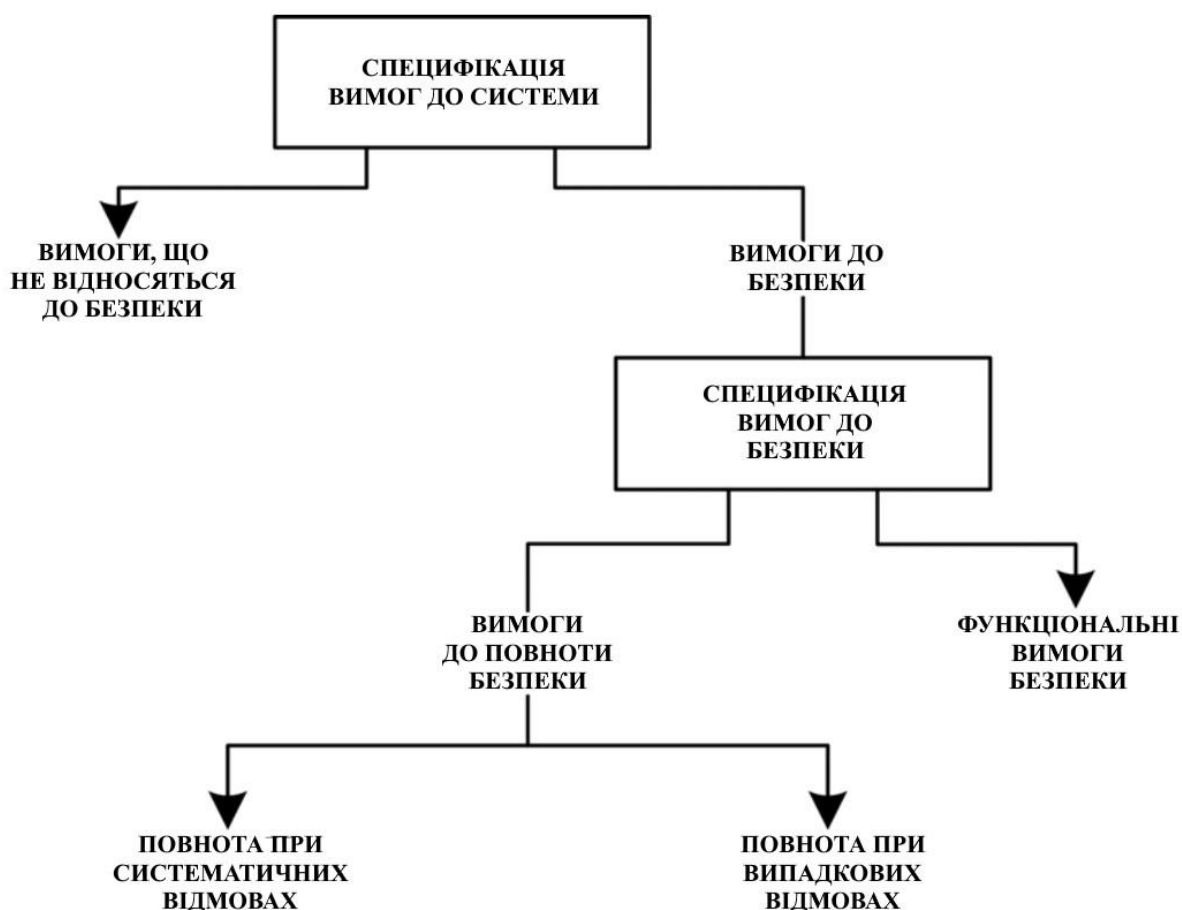 СПЕЦИФІКАЦІЯ
ВИМОГ ДО СИСТЕМИ
ВИМОГИ, ЩО
НЕ ВІДНОСЯТЬСЯ
ДО БЕЗПЕКИ
ВИМОГИ ДО
БЕЗПЕКИ
СПЕЦИФІКАЦІЯ
ВИМОГ ДО
БЕЗПЕКИ
ВИМОГИ
ДО ПОВНОТИ
БЕЗПЕКИ
ФУНКЦІОНАЛЬНІ
ВИМОГИ
БЕЗПЕКИ
ПОВНОТА ПРИ
СИСТЕМАТИЧНИХ
ВІДМОВАХ
ПОВНОТА ПРИ
ВИПАДКОВИХ
ВІДМОВАХ